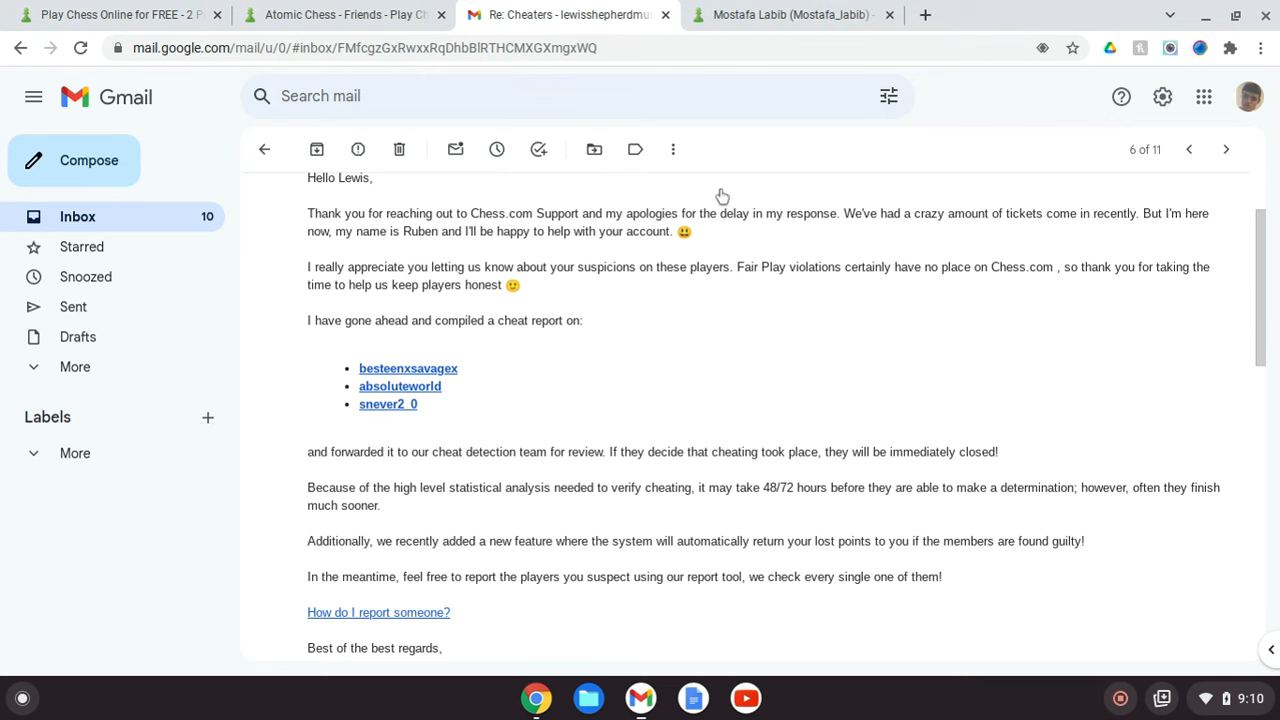 Play Chess Online for FREE - 2 P
Atomic Chess - Friends - Play Ch
Re: Cheaters - lewisshepherdmus
Mostafa Labib (Mostafa_labib) -
mail.google.com/mail/u/0/#inbox/FMfcgzGxRwxxRqDhbBlRTHCMXGXmgxWQ
Gmail
Search mail
Compose
6 of 11
Inbox 10
Starred
Snoozed
Sent
Drafts
More
Labels
More
Hello Lewis,
Thank you for reaching out to Chess.com Support and my apologies for the delay in my response. We've had a crazy amount of tickets come in recently. But I'm here
now, my name is Ruben and I'll be happy to help with your account. 😃
I really appreciate you letting us know about your suspicions on these players. Fair Play violations certainly have no place on Chess.com , so thank you for taking the
time to help us keep players honest 🙂
I have gone ahead and compiled a cheat report on:
• besteenxsavagex
• absoluteworld
• snever2_0
and forwarded it to our cheat detection team for review. If they decide that cheating took place, they will be immediately closed!
Because of the high level statistical analysis needed to verify cheating, it may take 48/72 hours before they are able to make a determination; however, often they finish
much sooner.
Additionally, we recently added a new feature where the system will automatically return your lost points to you if the members are found guilty!
In the meantime, feel free to report the players you suspect using our report tool, we check every single one of them!
How do I report someone?
Best of the best regards,
9:10